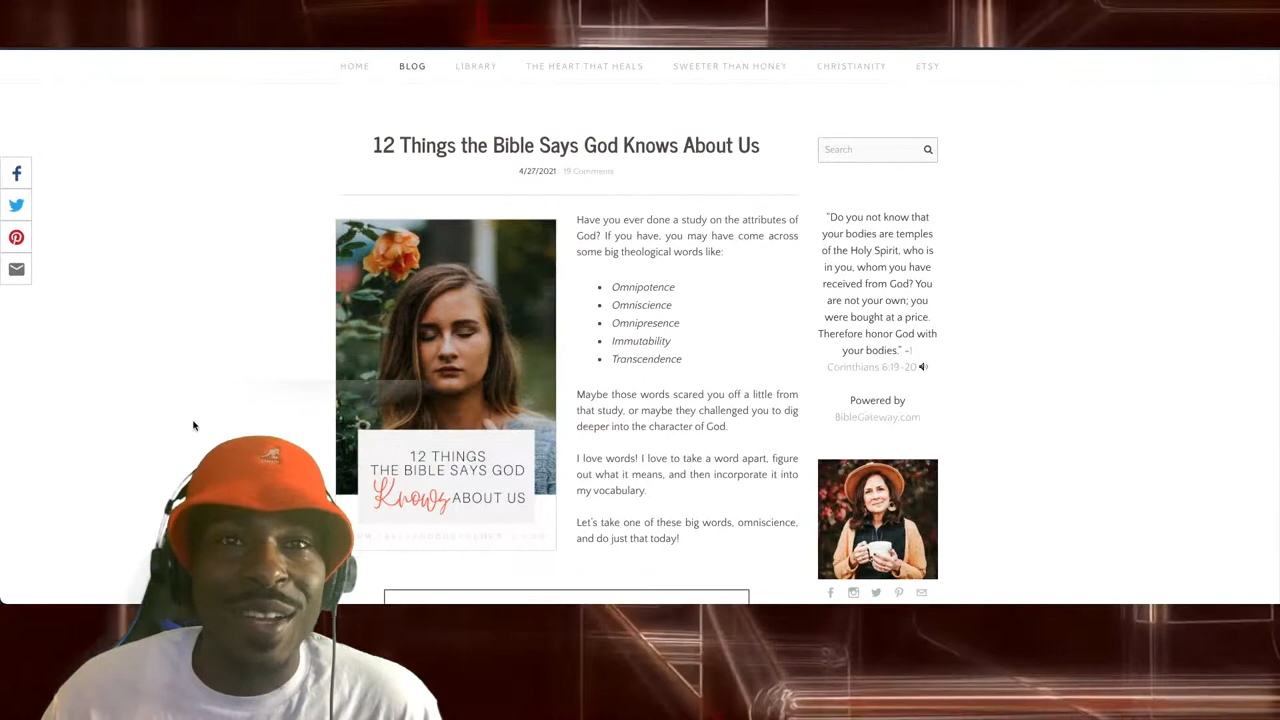 HOME BLOG LIBRARY THE HEART THAT HEALS SWEETER THAN HONEY CHRISTIANITY ETSY
12 Things the Bible Says God Knows About Us
4/27/2021 19 Comments
Search
Have you ever done a study on the attributes of
God? If you have, you may have come across
some big theological words like:
Omnipotence
Omniscience
Omnipresence
Immutability
Transcendence
Maybe those words scared you off a little from
that study, or maybe they challenged you to dig
deeper into the character of God.
I love words! I love to take a word apart, figure
out what it means, and then incorporate it into
my vocabulary.
Let's take one of these big words, omniscience,
and do just that today!
12 THINGS
THE BIBLE SAYS GOD
Knows ABOUT US
"Do you not know that
your bodies are temples
of the Holy Spirit, who is
in you, whom you have
received from God? You
are not your own; you
were bought at a price.
Therefore honor God with
your bodies." -1
Corinthians 6:19-20
Powered by
BibleGateway.com